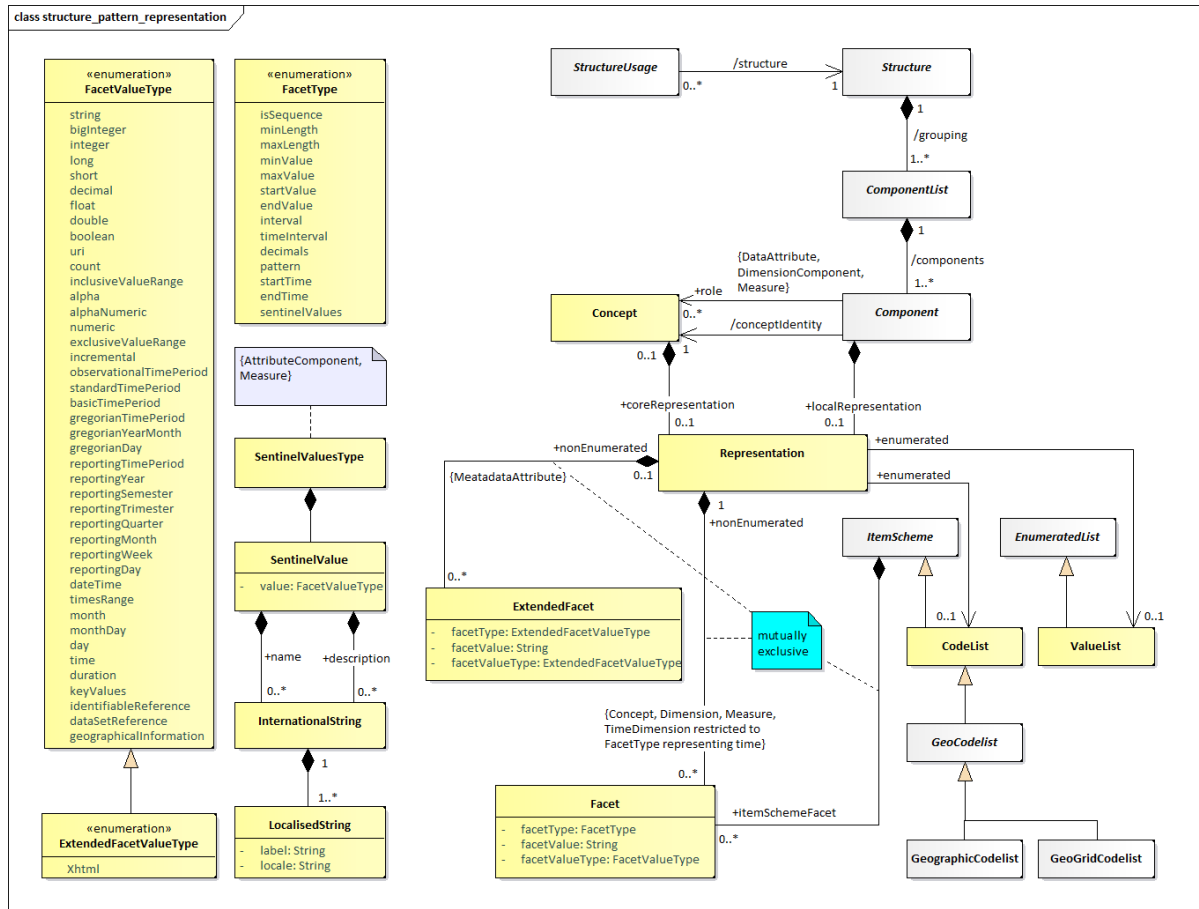 class structure_pattern_representation
«enumeration»
FacetValueType
string
bigInteger
integer
long
short
decimal
float
double
boolean
uri
count
inclusiveValueRange
alpha
alphaNumeric
numeric
exclusiveValueRange
incremental
observationalTimePeriod
standardTimePeriod
basicTimePeriod
gregorianTimePeriod
gregorianYearMonth
gregorianDay
reportingTimePeriod
reportingYear
reportingSemester
reportingTrimester
reportingQuarter
reportingMonth
reportingWeek
reportingDay
dateTime
timesRange
month
monthDay
day
time
duration
keyValues
identifiableReference
dataSetReference
geographicalInformation
«enumeration»
ExtendedFacetValueType
Xhtml
«enumeration»
FacetType
isSequence
minLength
maxLength
minValue
maxValue
startValue
endValue
interval
timeInterval
decimals
pattern
startTime
endTime
sentinelValues
{AttributeComponent,
Measure}
SentinelValuesType
SentinelValue
- value: FacetValueType
+name
+description
0..*
0..*
InternationalString
1
1..*
LocalisedString
- label: String
- locale: String
StructureUsage
/structure
0..*
1
Structure
1
/grouping
1..*
ComponentList
1
/components
1..*
{DataAttribute,
DimensionComponent,
Measure}
+role
0..*
/conceptIdentity
1
Concept
Component
0..1
+coreRepresentation
0..1
+localRepresentation
0..1
Representation
+nonEnumerated
0..1
{MeatadataAttribute}
+enumerated
+enumerated
1
+nonEnumerated
0..*
ExtendedFacet
- facetType: ExtendedFacetValueType
- facetValue: String
- facetValueType: ExtendedFacetValueType
mutually
exclusive
ItemScheme
EnumeratedList
0..1
0..1
CodeList
ValueList
{Concept, Dimension, Measure,
TimeDimension restricted to
FacetType representing time}
0..*
Facet
- facetType: FacetType
- facetValue: String
- facetValueType: FacetValueType
+itemSchemeFacet
0..*
GeoCodelist
GeographicCodelist
GeoGridCodelist